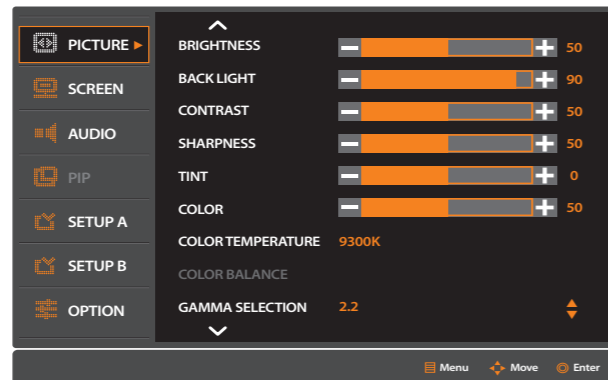 PICTURE
SCREEN
AUDIO
PIP
SETUP A
SETUP B
OPTION
BRIGHTNESS 50
BACK LIGHT 90
CONTRAST 50
SHARPNESS 50
TINT 0
COLOR 50
COLOR TEMPERATURE 9300K
COLOR BALANCE
GAMMA SELECTION 2.2
Menu Move Enter